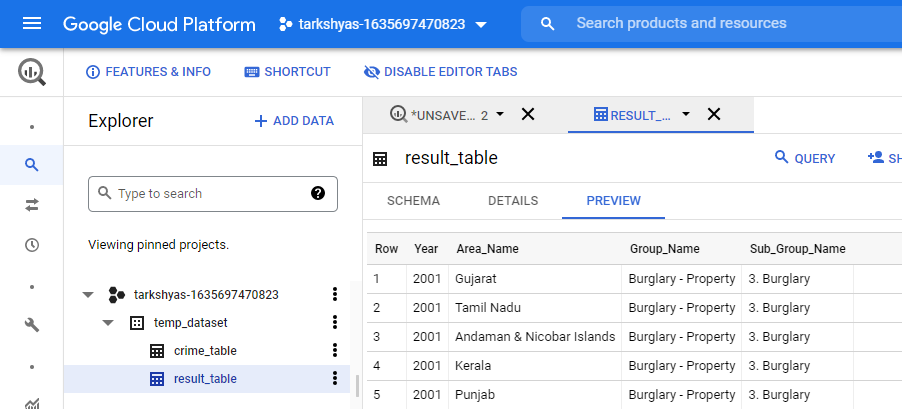 Google Cloud Platform tarkshyas-1635697470823 Search products and resources
FEATURES & INFO SHORTCUT DISABLE EDITOR TABS
Explorer + ADD DATA
*UNSAVE... 2 RESULT_...
result_table QUERY SH
Type to search
SCHEMA DETAILS PREVIEW
Viewing pinned projects.
Row Year Area_Name Group_Name Sub_Group_Name
1 2001 Gujarat Burglary - Property 3. Burglary
2 2001 Tamil Nadu Burglary - Property 3. Burglary
3 2001 Andaman & Nicobar Islands Burglary - Property 3. Burglary
4 2001 Kerala Burglary - Property 3. Burglary
5 2001 Punjab Burglary - Property 3. Burglary
tarkshyas-1635697470823
temp_dataset
crime_table
result_table